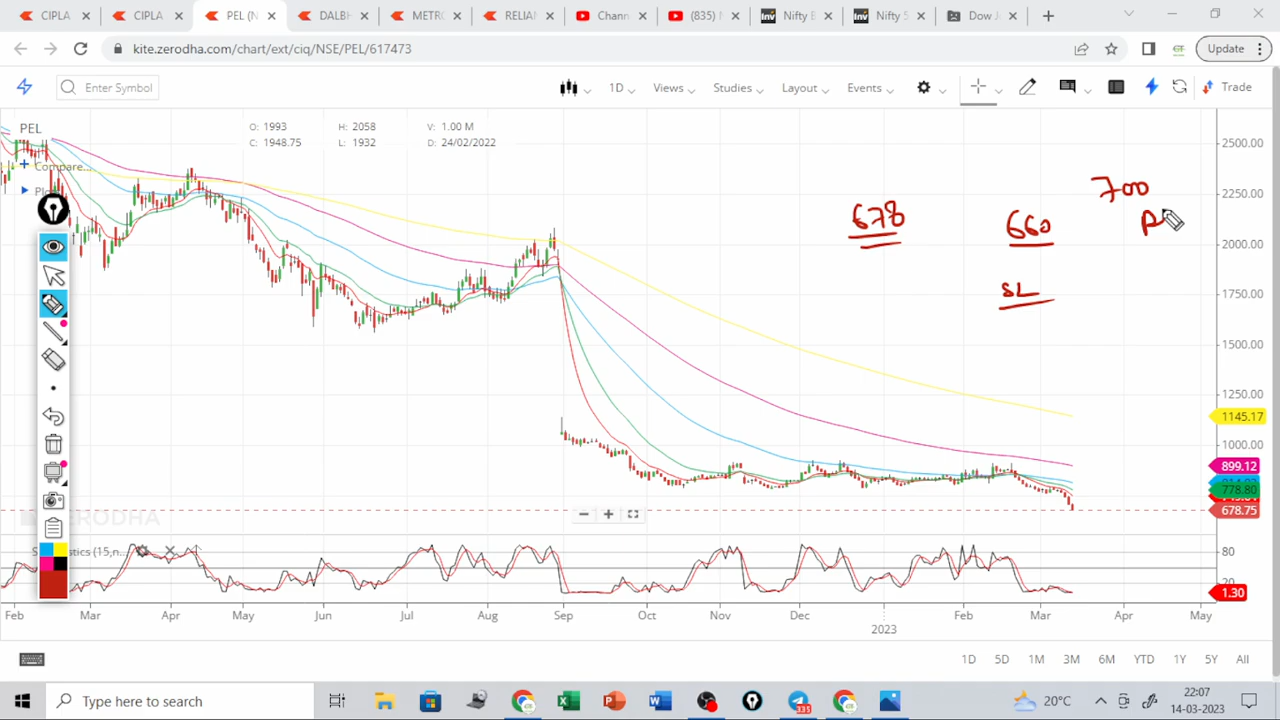 CIPLA
CIPLA
PEL (N
DALBH
METRO
RELIAN
Chann
(835) M
Nifty B
Nifty S
Dow J
kite.zerodha.com/chart/ext/ciq/NSE/PEL/617473
Update
Enter Symbol
1D
Views
Studies
Layout
Events
Trade
PEL
O: 1993 H: 2058 V: 1.00 M
C: 1948.75 L: 1932 D: 24/02/2022
Compare...
2500.00
2250.00
2000.00
1750.00
1500.00
1250.00
1145.17
1000.00
899.12
778.80
678.75
678
660
SL
700
ZERODHA
(15,n...
80
20
1.30
Feb Mar Apr May Jun Jul Aug Sep Oct Nov Dec 2023 Feb Mar Apr May
1D 5D 1M 3M 6M YTD 1Y 5Y All
Type here to search
335
20°C
22:07
14-03-2023